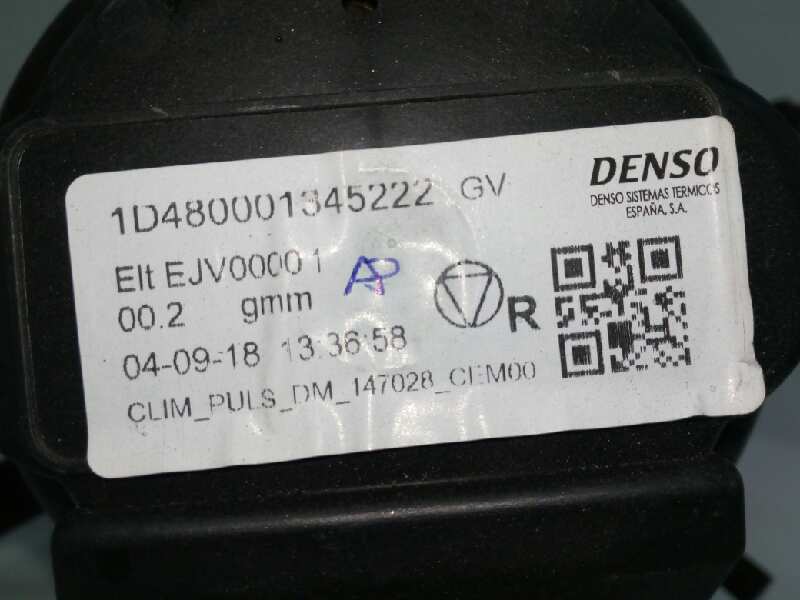 1D480001345222 GV
DENSO
DENSO SISTEMAS TERMICOS
ESPAÑA, S.A.
Elt EJV00001
AP
00.2 gmm
R
04-09-18 13:36:58
CLIM_PULS_DM_147028_CEM00